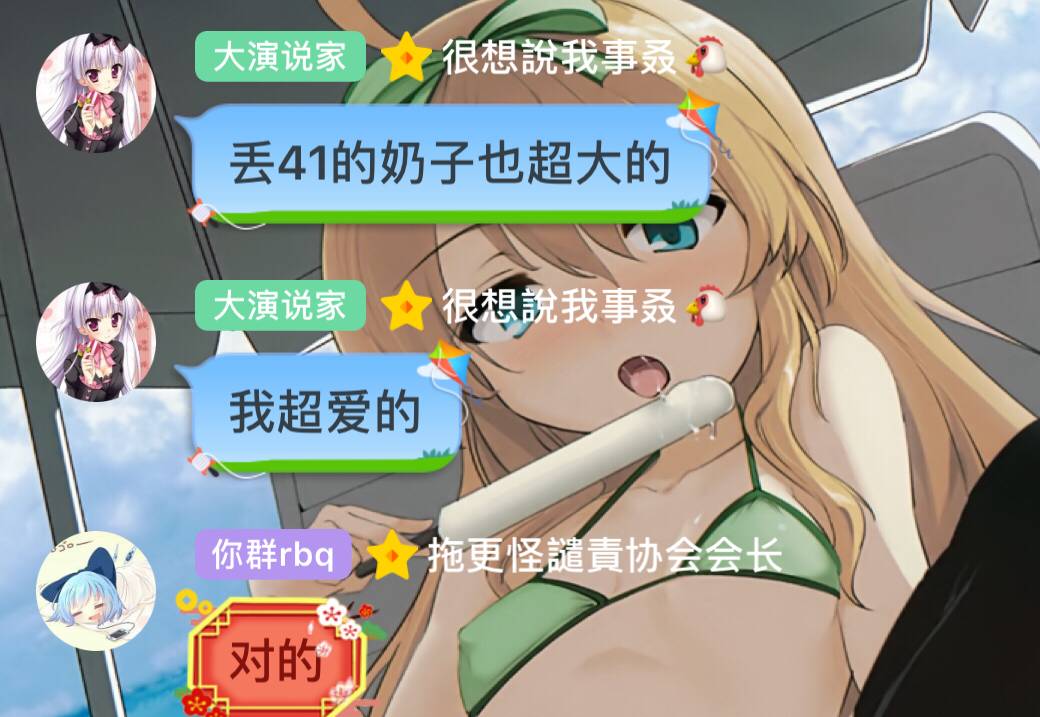 大演说家 很想說我事叒
丢41的奶子也超大的
大演说家 很想說我事叒
我超爱的
你群rbq 拖更怪譴責协会会长
对的